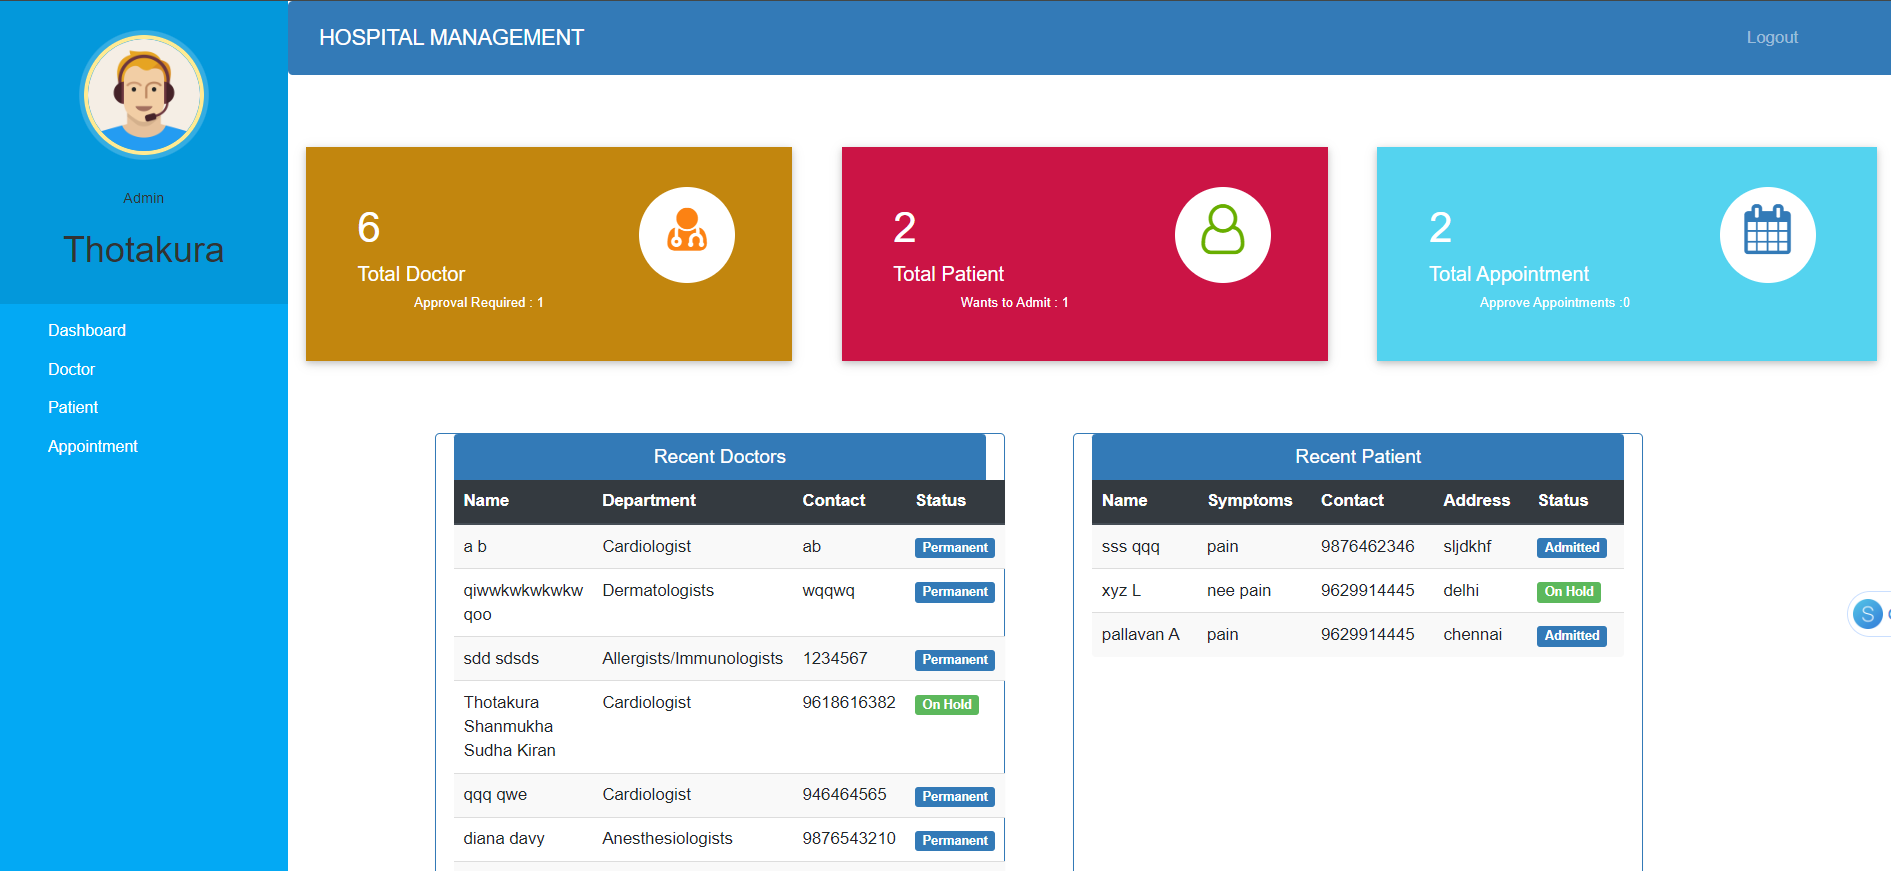 HOSPITAL MANAGEMENT
Logout
Admin
Thotakura
Dashboard
Doctor
Patient
Appointment
6
Total Doctor
Approval Required : 1
2
Total Patient
Wants to Admit : 1
2
Total Appointment
Approve Appointments :0
Recent Doctors
Name Department Contact Status
a b Cardiologist ab Permanent
qiwwkwkwkwkw Dermatologists wqqwq Permanent
qoo
sdd sdsds Allergists/Immunologists 1234567 Permanent
Thotakura Cardiologist 9618616382 On Hold
Shanmukha
Sudha Kiran
qqq qwe Cardiologist 946464565 Permanent
diana davy Anesthesiologists 9876543210 Permanent
Recent Patient
Name Symptoms Contact Address Status
sss qqq pain 9876462346 sljdkhf Admitted
xyz L nee pain 9629914445 delhi On Hold
pallavan A pain 9629914445 chennai Admitted
S